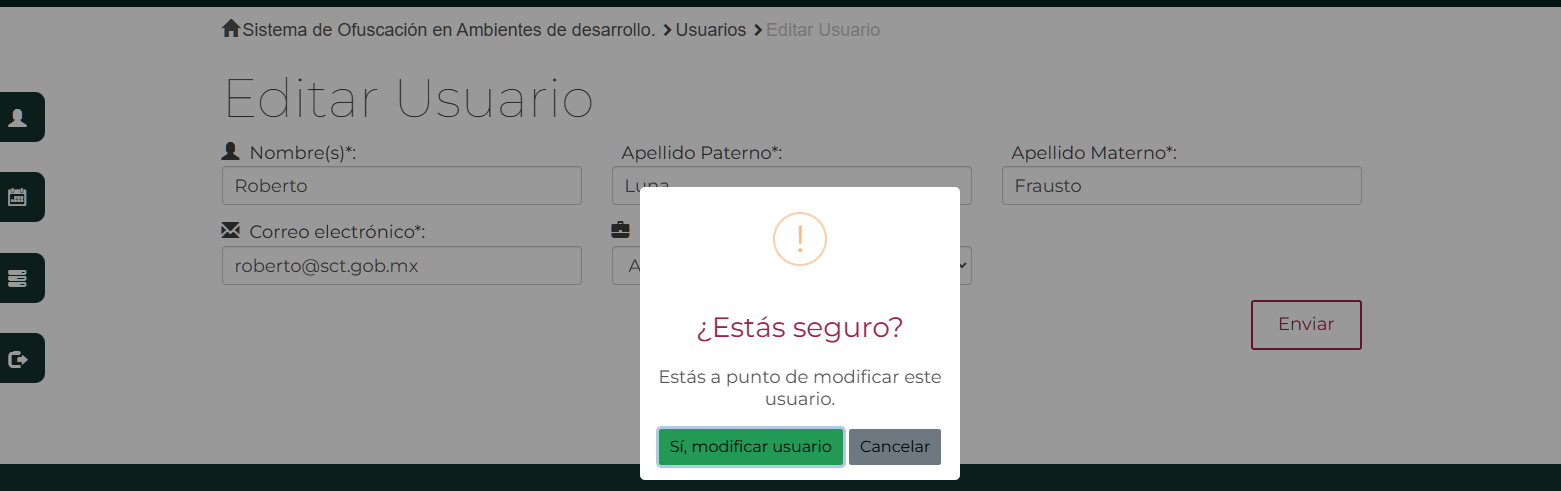 Sistema de Ofuscación en Ambientes de desarrollo. > Usuarios > Editar Usuario
Editar Usuario
Nombre(s)*: Apellido Paterno*: Apellido Materno*:
Roberto Luna Frausto
Correo electrónico*:
roberto@sct.gob.mx A
!
¿Estás seguro?
Enviar
Estás a punto de modificar este
usuario.
Sí, modificar usuario Cancelar